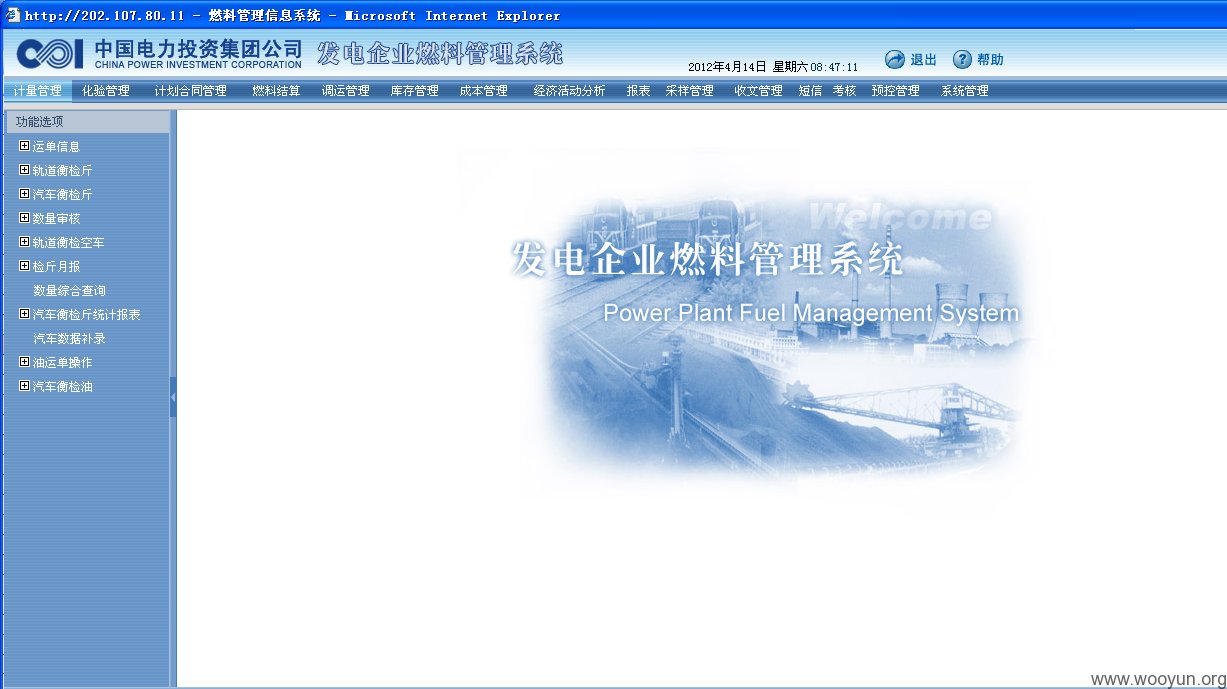 http://202.107.80.11 - 燃料管理信息系统 - Microsoft Internet Explorer
中国电力投资集团公司 发电企业燃料管理系统
CHINA POWER INVESTMENT CORPORATION
2012年4月14日 星期六 08:47:11 退出 帮助
计量管理 化验管理 计划合同管理 燃料结算 调运管理 库存管理 成本管理 经济活动分析 报表 采样管理 收文管理 短信 考核 预控管理 系统管理
功能选项
运单信息
轨道衡检斤
汽车衡检斤
数量审核
轨道衡检空车
检斤月报
数量综合查询
汽车衡检斤统计报表
汽车数据补录
油运单操作
汽车衡检油
Welcome
发电企业燃料管理系统
Power Plant Fuel Management System
www.wooyun.org